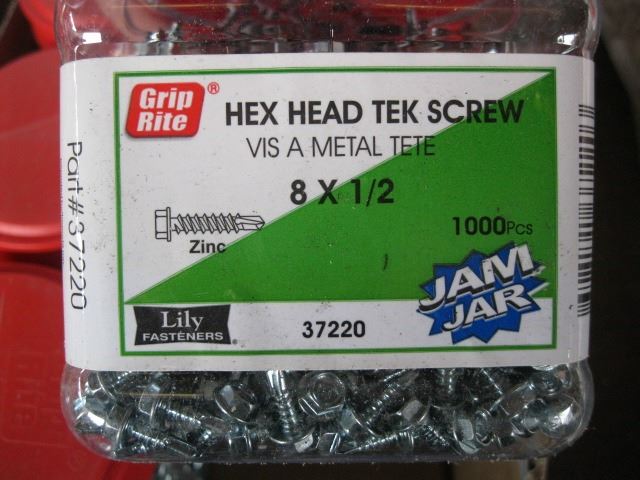 Grip
Rite®
HEX HEAD TEK SCREW
VIS A METAL TETE
8 X 1/2
1000Pcs
Zinc
JAM
JAR
Lily
FASTENERS®
37220
Part#37220